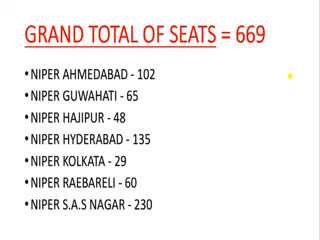 GRAND TOTAL OF SEATS = 669
• NIPER AHMEDABAD - 102
• NIPER GUWAHATI - 65
• NIPER HAJIPUR - 48
• NIPER HYDERABAD - 135
• NIPER KOLKATA - 29
• NIPER RAEBARELI - 60
• NIPER S.A.S NAGAR - 230